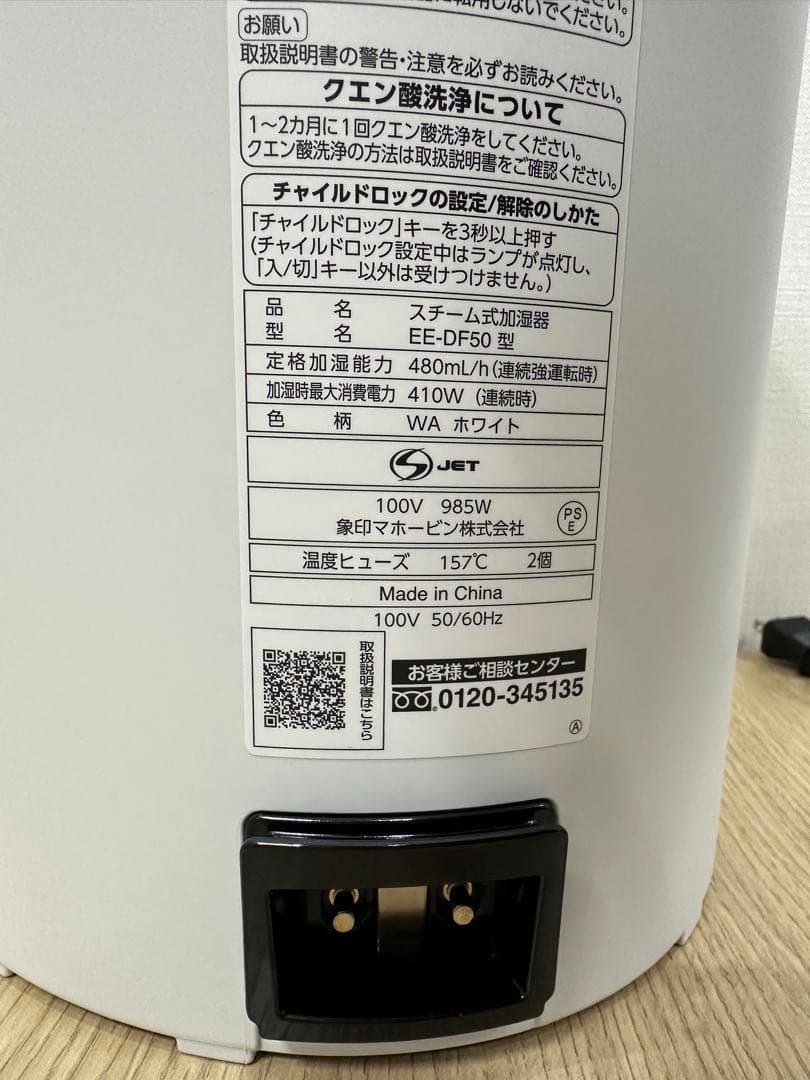 に転用しないでください。
お願い
取扱説明書の警告・注意を必ずお読みください。
クエン酸洗浄について
1～2カ月に1回クエン酸洗浄をしてください。
クエン酸洗浄の方法は取扱説明書をご確認ください。
チャイルドロックの設定/解除のしかた
「チャイルドロック」キーを3秒以上押す
(チャイルドロック設定中はランプが点灯し、
「入/切」キー以外は受けつけません。)
品名 スチーム式加湿器
型名 EE-DF50 型
定格加湿能力 480mL/h(連続強運転時)
加湿時最大消費電力 410W (連続時)
色柄 WA ホワイト
S JET
100V 985W
象印マホービン株式会社
PS
E
温度ヒューズ 157℃ 2個
Made in China
100V 50/60Hz
取扱説明書はこちら
お客様ご相談センター
0120-345135
A